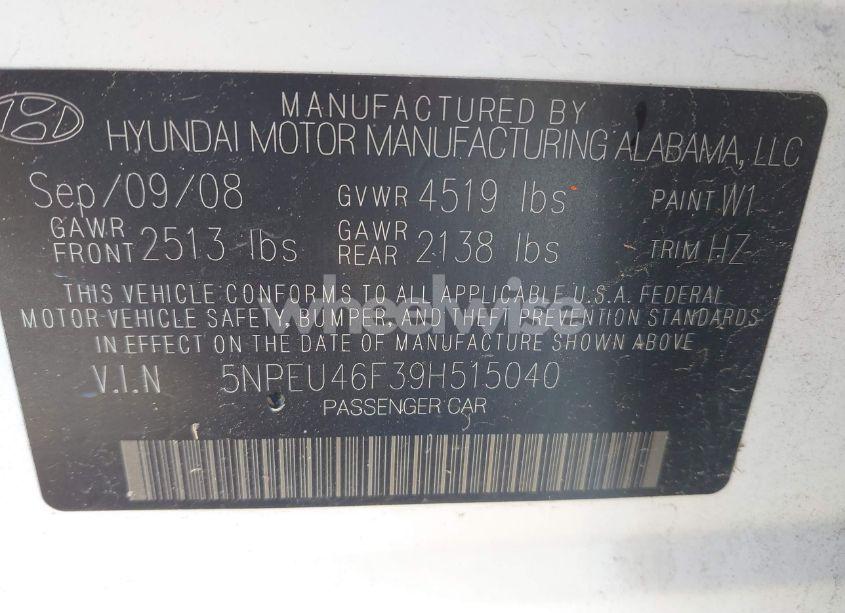 MANUFACTURED BY
HYUNDAI MOTOR MANUFACTURING ALABAMA, LLC
Sep/09/08 GVWR 4519 lbs PAINT W1
GAWR FRONT 2513 lbs GAWR REAR 2138 lbs TRIM HZ
THIS VEHICLE CONFORMS TO ALL APPLICABLE U.S.A. FEDERAL
MOTOR VEHICLE SAFETY, BUMPER, AND THEFT PREVENTION STANDARDS
IN EFFECT ON THE DATE OF MANUFACTURE SHOWN ABOVE
V.I.N 5NPEU46F39H515040
PASSENGER CAR
wheelwise